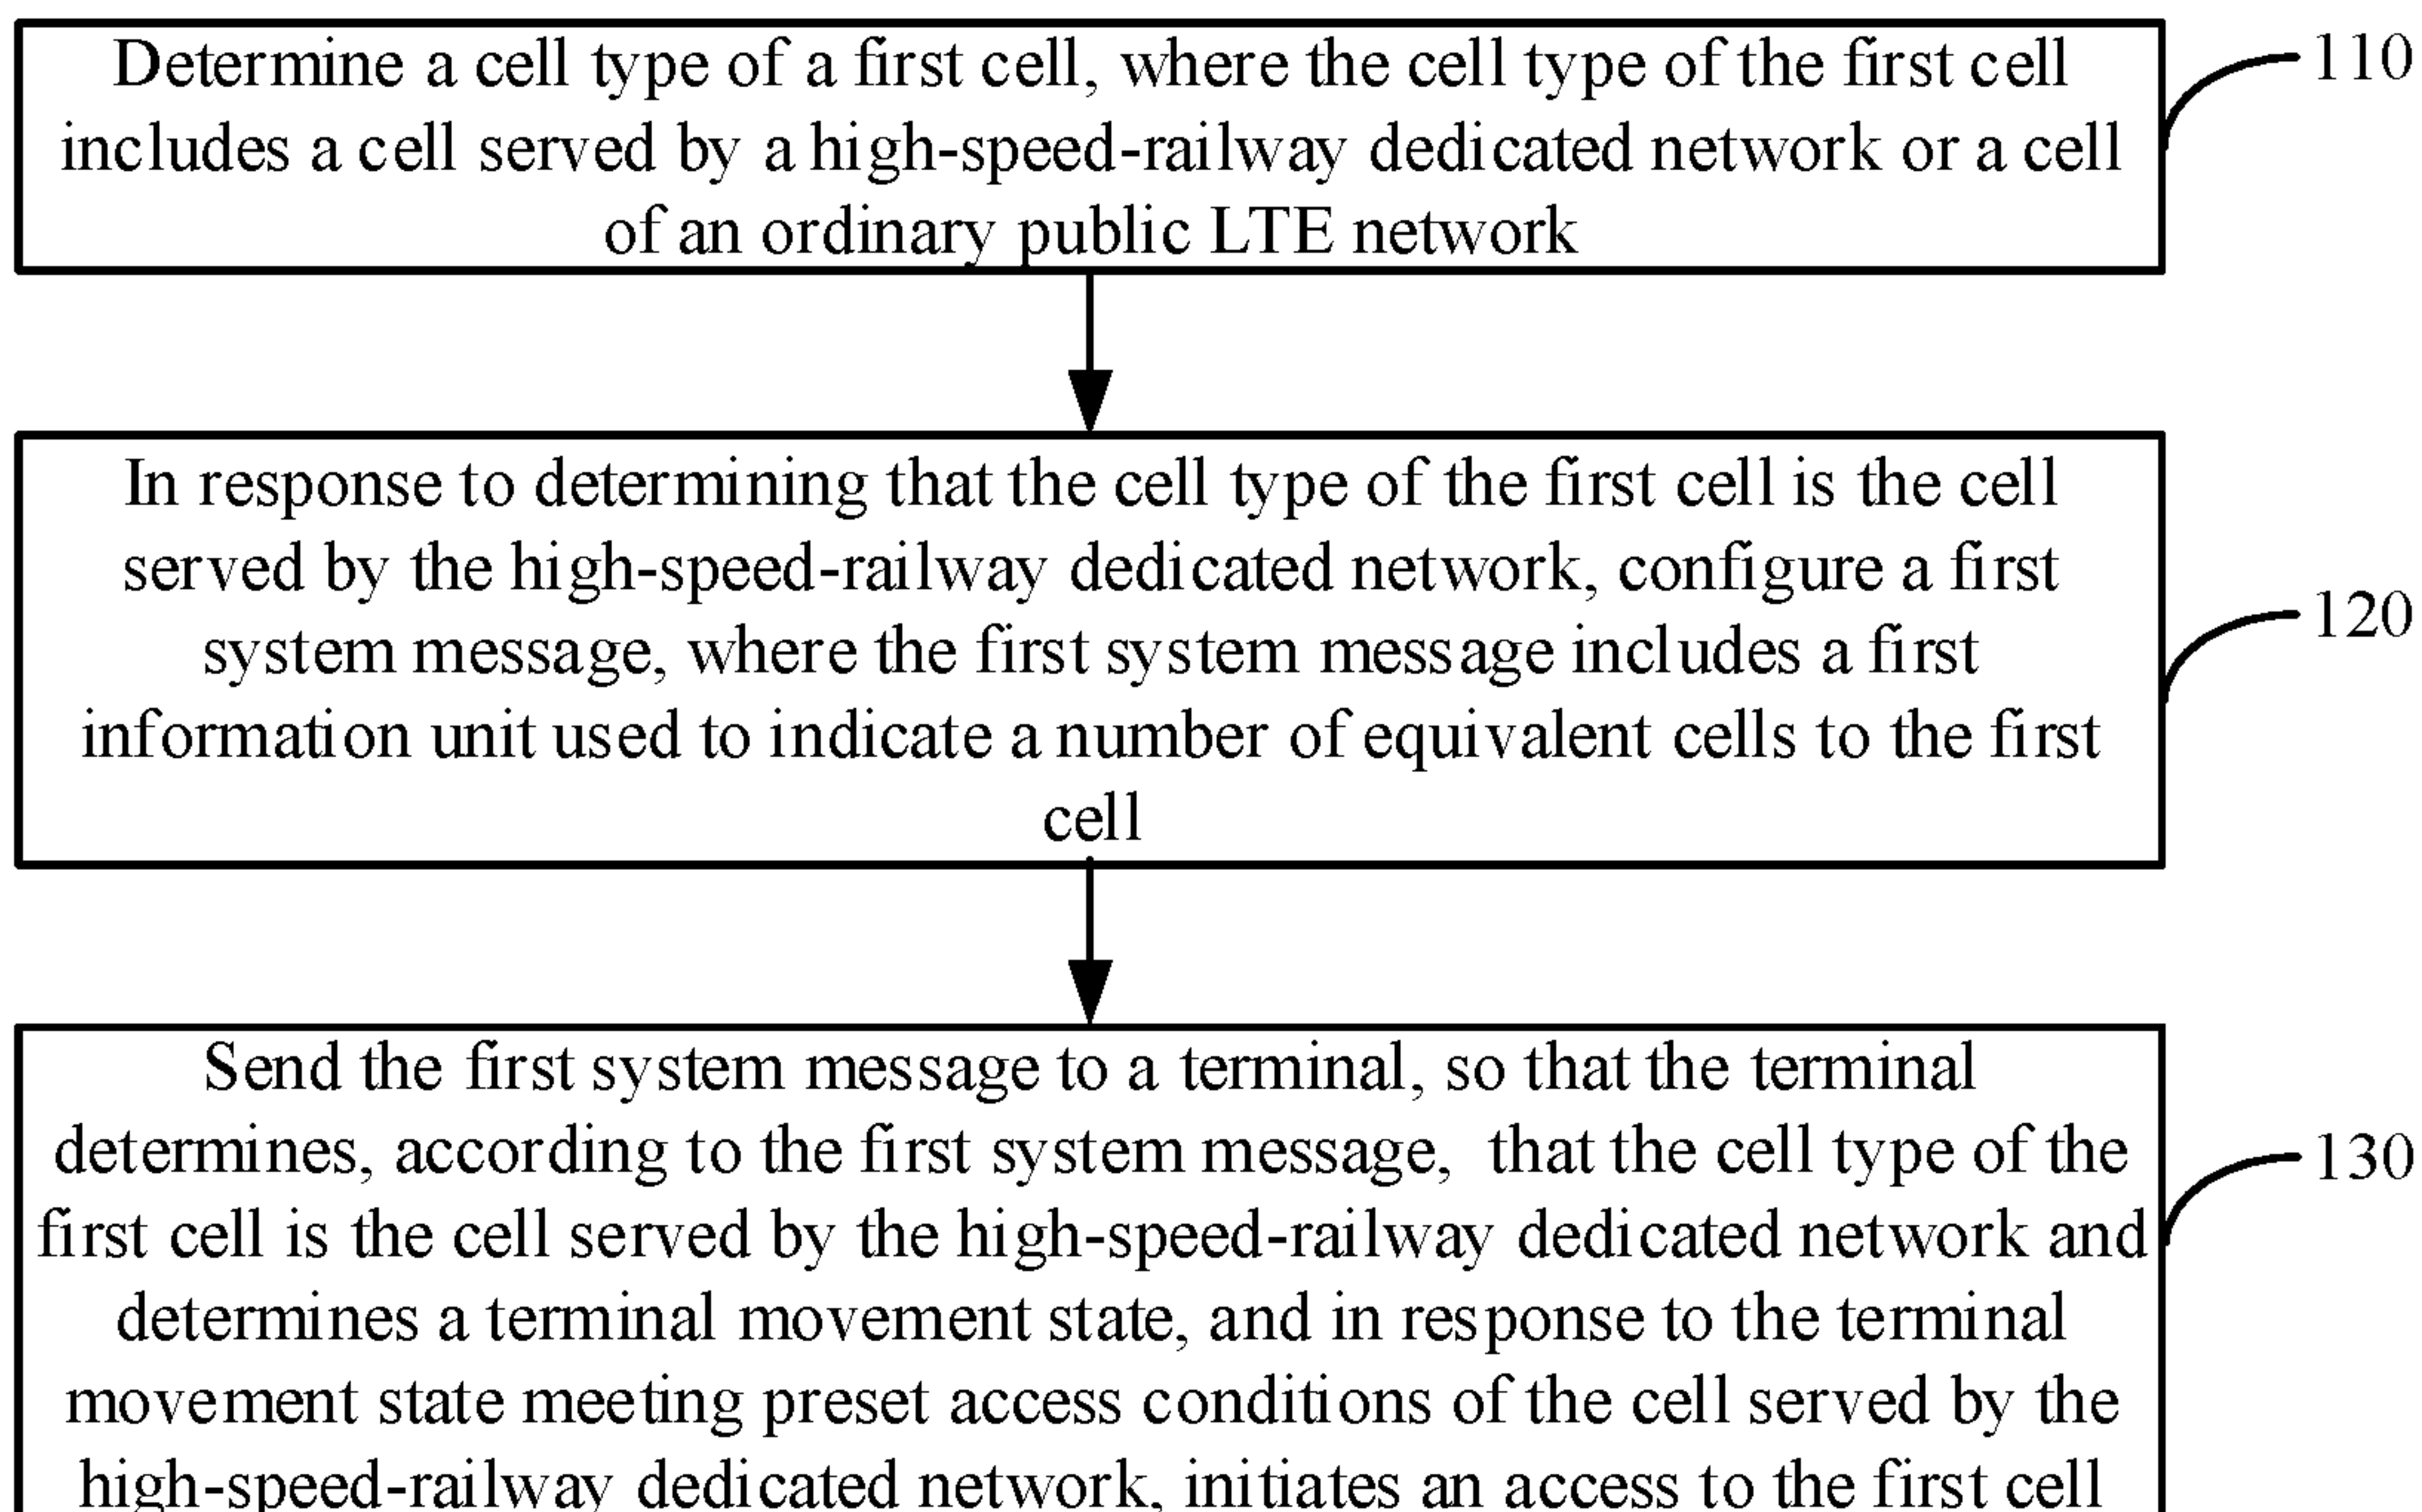 Determine a cell type of a first cell, where the cell type of the first cell
includes a cell served by a high-speed-railway dedicated network or a cell
of an ordinary public LTE network
110
In response to determining that the cell type of the first cell is the cell
served by the high-speed-railway dedicated network, configure a first
system message, where the first system message includes a first
information unit used to indicate a number of equivalent cells to the first
cell
120
Send the first system message to a terminal, so that the terminal
determines, according to the first system message, that the cell type of the
first cell is the cell served by the high-speed-railway dedicated network and
determines a terminal movement state, and in response to the terminal
movement state meeting preset access conditions of the cell served by the
high-speed-railway dedicated network, initiates an access to the first cell
130